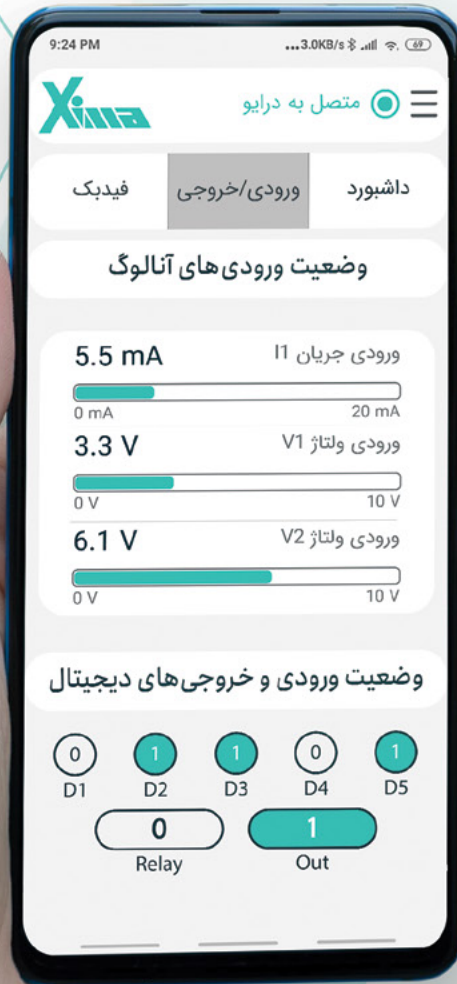 9:24 PM ...3.0KB/s 69
Xima
متصل به درایو
داشبورد ورودی/خروجی فیدبک
وضعیت ورودی‌های آنالوگ
ورودی جریان I1 5.5 mA
0 mA 20 mA
ورودی ولتاژ V1 3.3 V
0 V 10 V
ورودی ولتاژ V2 6.1 V
0 V 10 V
وضعیت ورودی و خروجی‌های دیجیتال
0 1 1 0 1
D1 D2 D3 D4 D5
0 1
Relay Out